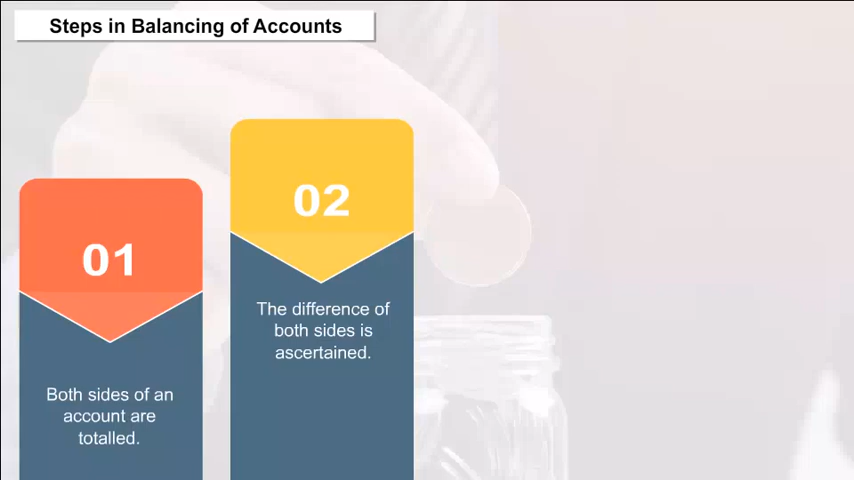 Steps in Balancing of Accounts
01
Both sides of an
account are
totalled.
02
The difference of
both sides is
ascertained.